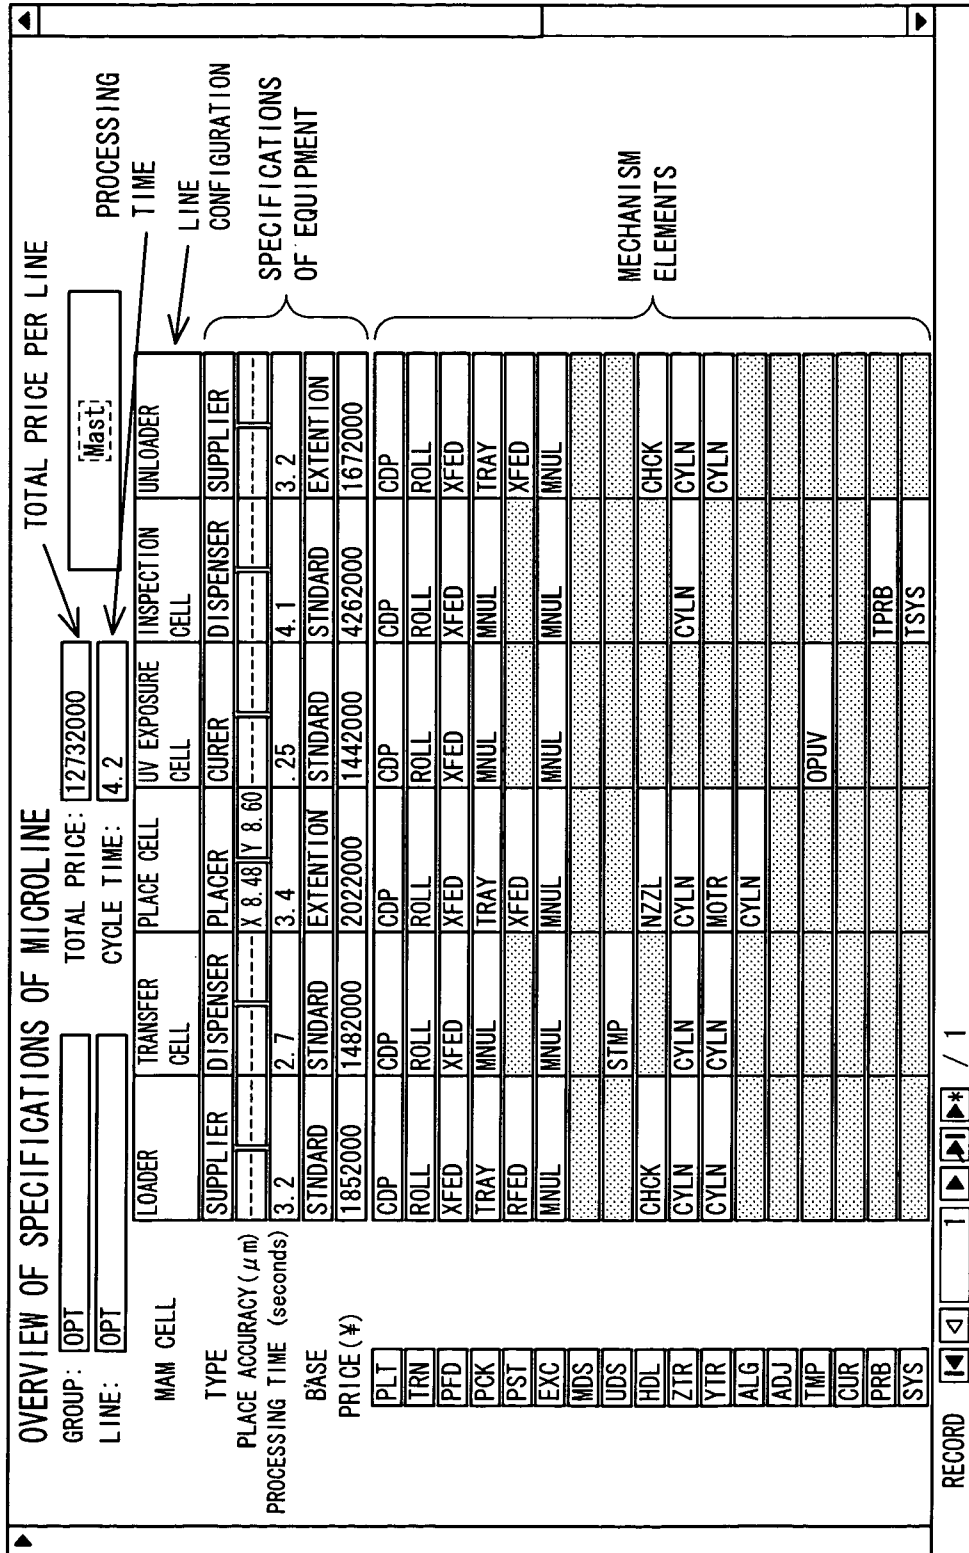 OVERVIEW OF SPECIFICATIONS OF MICROLINE
TOTAL PRICE PER LINE
PROCESSING
TIME
LINE
CONFIGURATION
SPECIFICATIONS
OF EQUIPMENT
MECHANISM
ELEMENTS
GROUP: OPT TOTAL PRICE: 12732000
LINE: OPT CYCLE TIME: 4.2
Mast
MAM CELL LOADER TRANSFER CELL PLACE CELL UV EXPOSURE CELL INSPECTION CELL UNLOADER
TYPE SUPPLIER DISPENSER PLACER CURER DISPENSER SUPPLIER
PLACE ACCURACY(μm) ----- ----- ----- ----- X 8.48 Y 8.60 ----- ----- ----- ----- ----- -----
PROCESSING TIME (seconds) 3.2 2.7 3.4 .25 4.1 3.2
BASE STNDARD STNDARD EXTENTION STNDARD STNDARD EXTENTION
PRICE(¥) 1852000 1482000 2022000 1442000 4262000 1672000
PLT CDP CDP CDP CDP CDP CDP
TRN ROLL ROLL ROLL ROLL ROLL ROLL
PFD XFED XFED XFED XFED XFED XFED
PCK TRAY MNUL TRAY MNUL MNUL TRAY
PST RFED XFED XFED
EXC MNUL MNUL MNUL MNUL MNUL MNUL
MDS
UDS STMP
HDL CHCK NZZL CHCK
ZTR CYLN CYLN CYLN CYLN CYLN
YTR CYLN CYLN MOTR CYLN
ALG CYLN
ADJ
TMP OPUV
CUR
PRB TPRB
SYS TSYS
RECORD 1 / 1